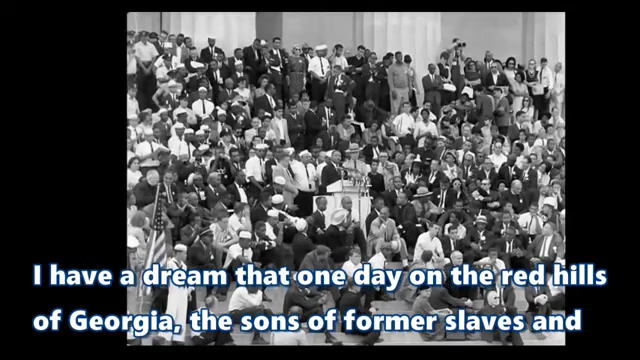 I have a dream that one day on the red hills
of Georgia, the sons of former slaves and